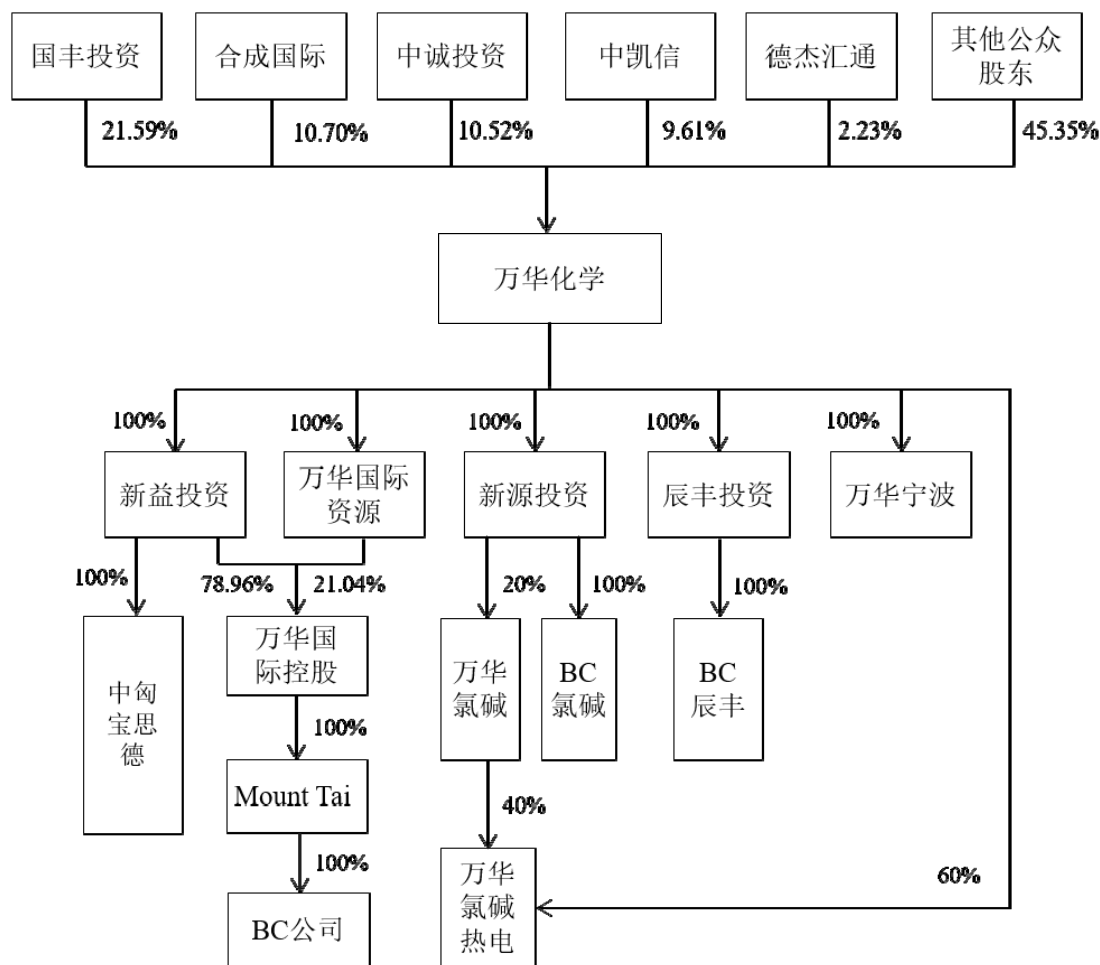 国丰投资
合成国际
中诚投资
中凯信
德杰汇通
其他公众
股东
21.59%
10.70%
10.52%
9.61%
2.23%
45.35%
万华化学
100%
100%
100%
100%
100%
新益投资
万华国际
资源
新源投资
辰丰投资
万华宁波
100%
78.96%
21.04%
20%
100%
100%
中匈
宝思
德
万华国
际控股
万华
氯碱
BC
氯碱
BC
辰丰
100%
Mount Tai
40%
100%
60%
BC公司
万华
氯碱
热电